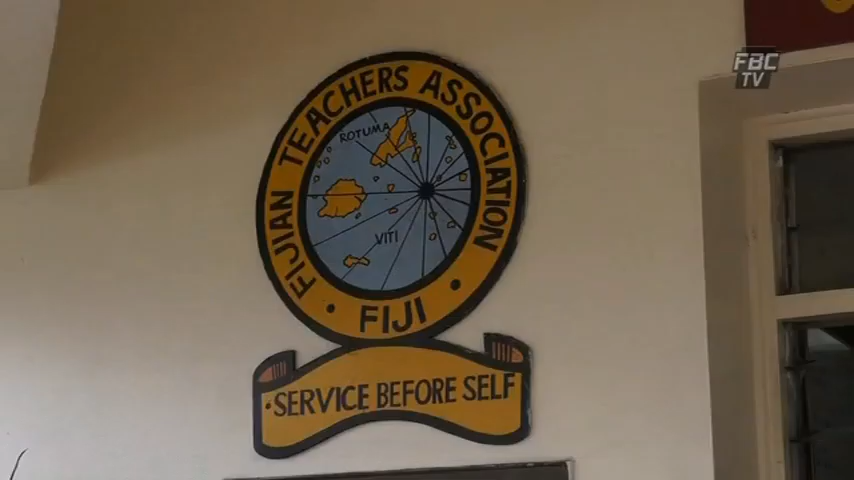 FBC
TV
FIJIAN TEACHERS ASSOCIATION
ROTUMA
VITI
FIJI
SERVICE BEFORE SELF